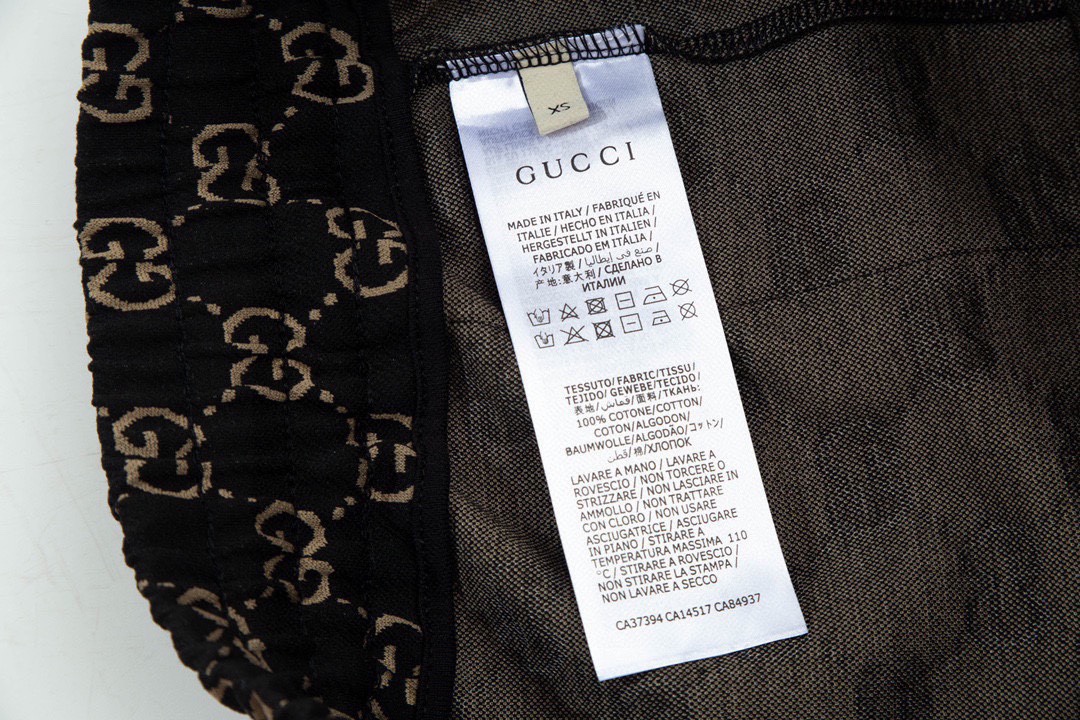 XS
GUCCI
MADE IN ITALY / FABRIQUÉ EN
ITALIE / HECHO EN ITALIA /
HERGESTELLT IN ITALIEN /
FABRICADO EM ITÁLIA /
イタリア製 / صنع في إيطاليا /
产地:意大利 / СДЕЛАНО В
ИТАЛИИ
TESSUTO/FABRIC/TISSU/
TEJIDO/ GEWEBE/TECIDO/
表地/قماش/面料/ТКАНЬ:
100% COTONE/COTTON/
COTON/ALGODON/
BAUMWOLLE/ALGODÃO/コットン/
قطن/棉/ХЛОПОК
LAVARE A MANO / LAVARE A
ROVESCIO / NON TORCERE O
STRIZZARE / NON LASCIARE IN
AMMOLLO / NON TRATTARE
CON CLORO / NON USARE
ASCIUGATRICE / ASCIUGARE
IN PIANO / STIRARE A
TEMPERATURA MASSIMA 110
°C / STIRARE A ROVESCIO /
NON STIRARE LA STAMPA /
NON LAVARE A SECCO
CA37394 CA14517 CA84937